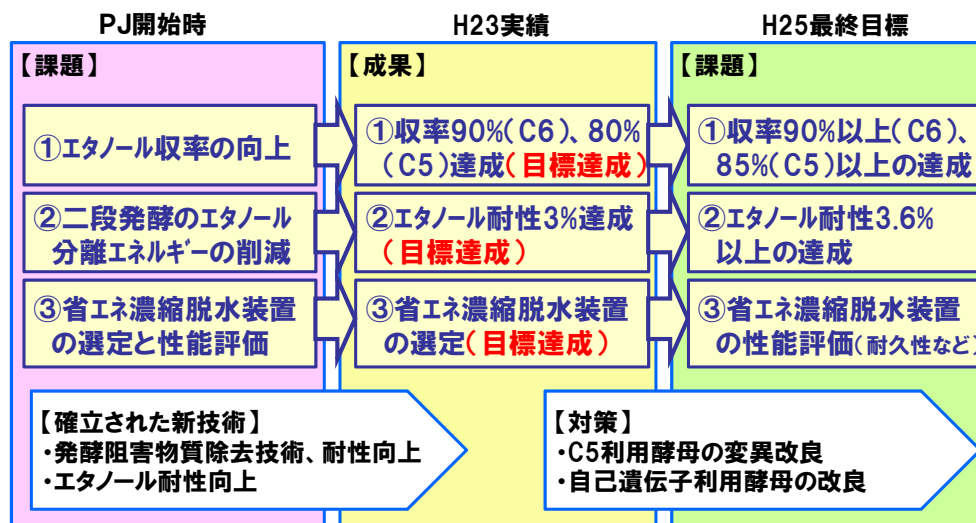 PJ開始時
H23実績
H25最終目標
【課題】
①エタノール収率の向上
②二段発酵のエタノール
分離エネルギーの削減
③省エネ濃縮脱水装置
の選定と性能評価
【成果】
①収率90%(C6)、80%
(C5)達成(目標達成)
②エタノール耐性3%達成
(目標達成)
③省エネ濃縮脱水装置
の選定(目標達成)
【課題】
①収率90%以上(C6)、
85%(C5)以上の達成
②エタノール耐性3.6%
以上の達成
③省エネ濃縮脱水装置
の性能評価(耐久性など)
【確立された新技術】
・発酵阻害物質除去技術、耐性向上
・エタノール耐性向上
【対策】
・C5利用酵母の変異改良
・自己遺伝子利用酵母の改良